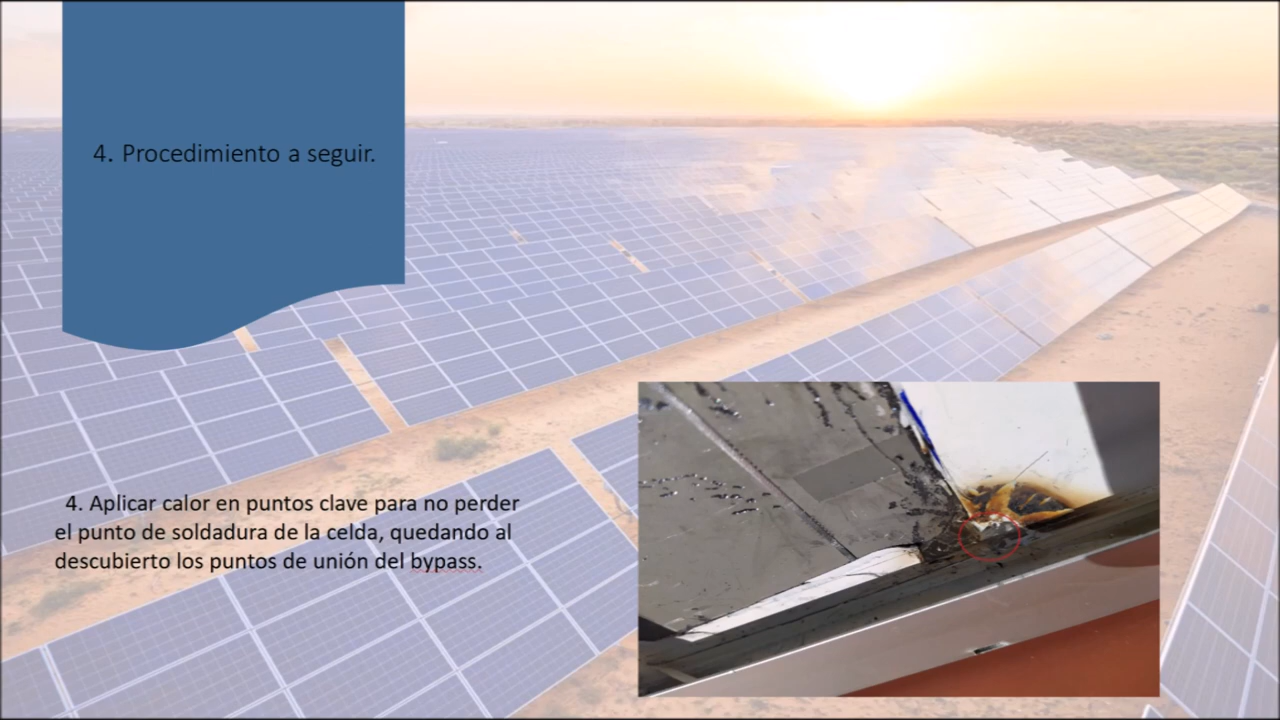 4. Procedimiento a seguir.
4. Aplicar calor en puntos clave para no perder
el punto de soldadura de la celda, quedando al
descubierto los puntos de unión del bypass.